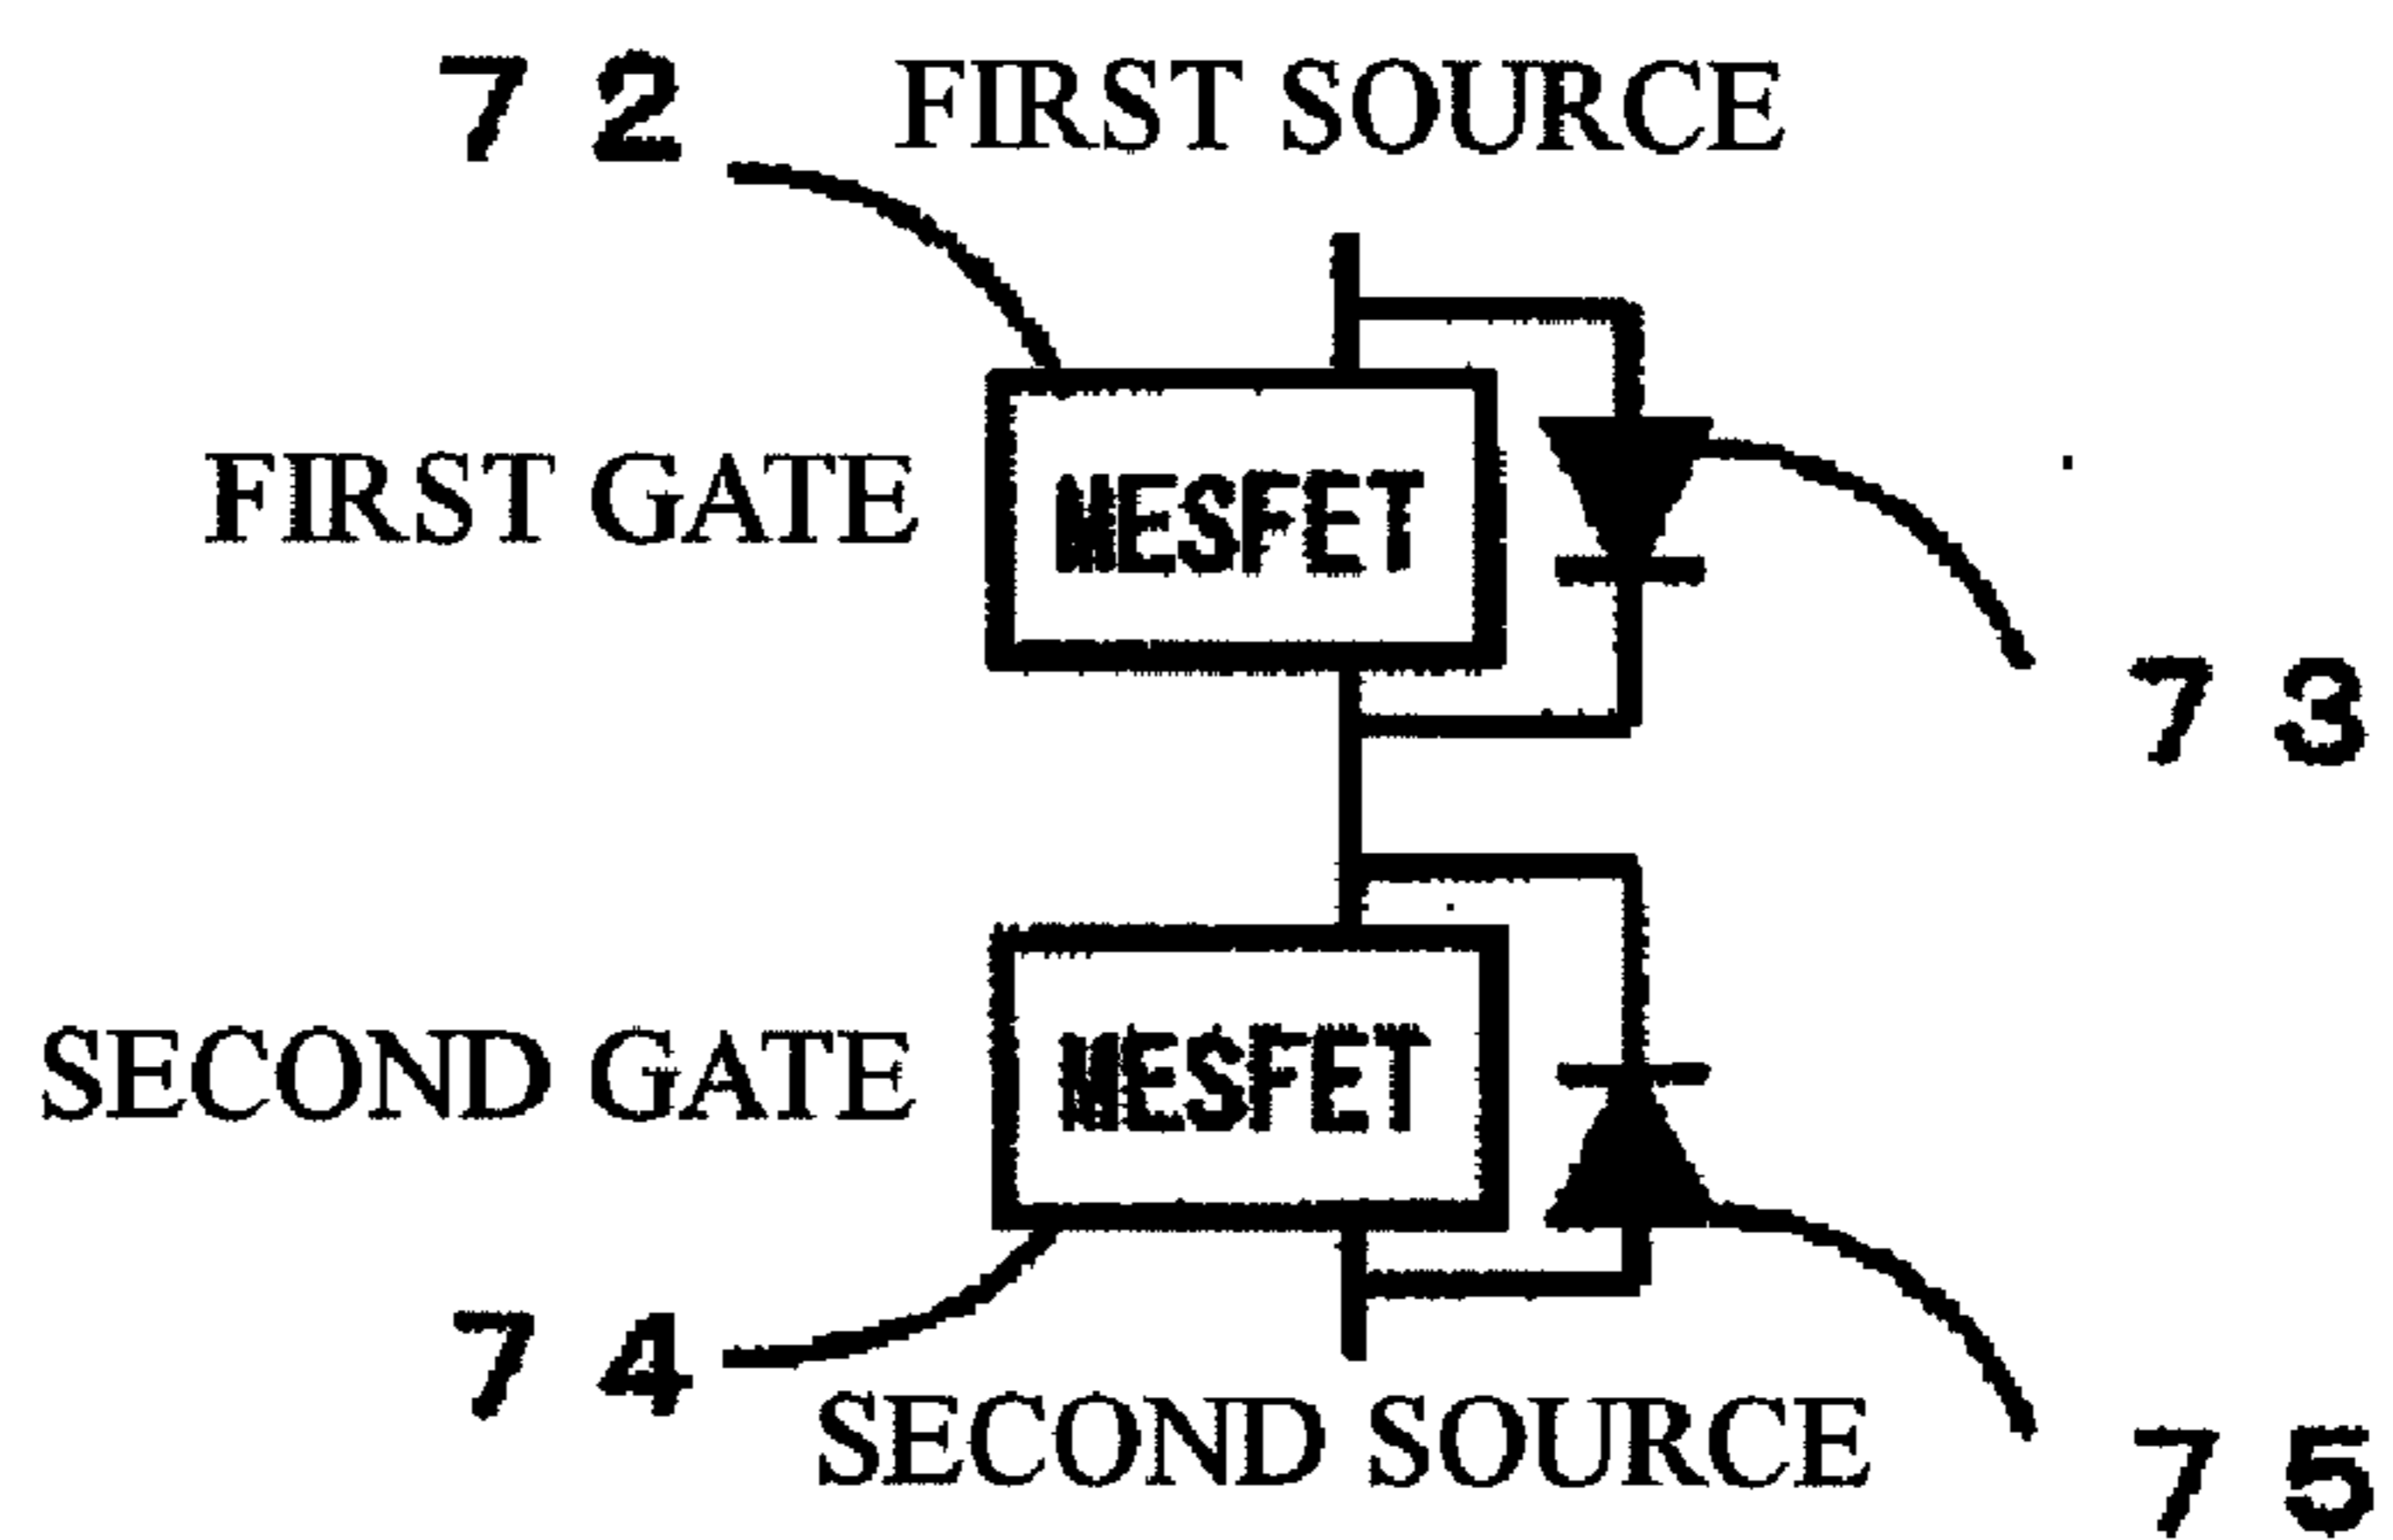 72 FIRST SOURCE
FIRST GATE
MESFET
73
SECOND GATE
MESFET
74
SECOND SOURCE
75